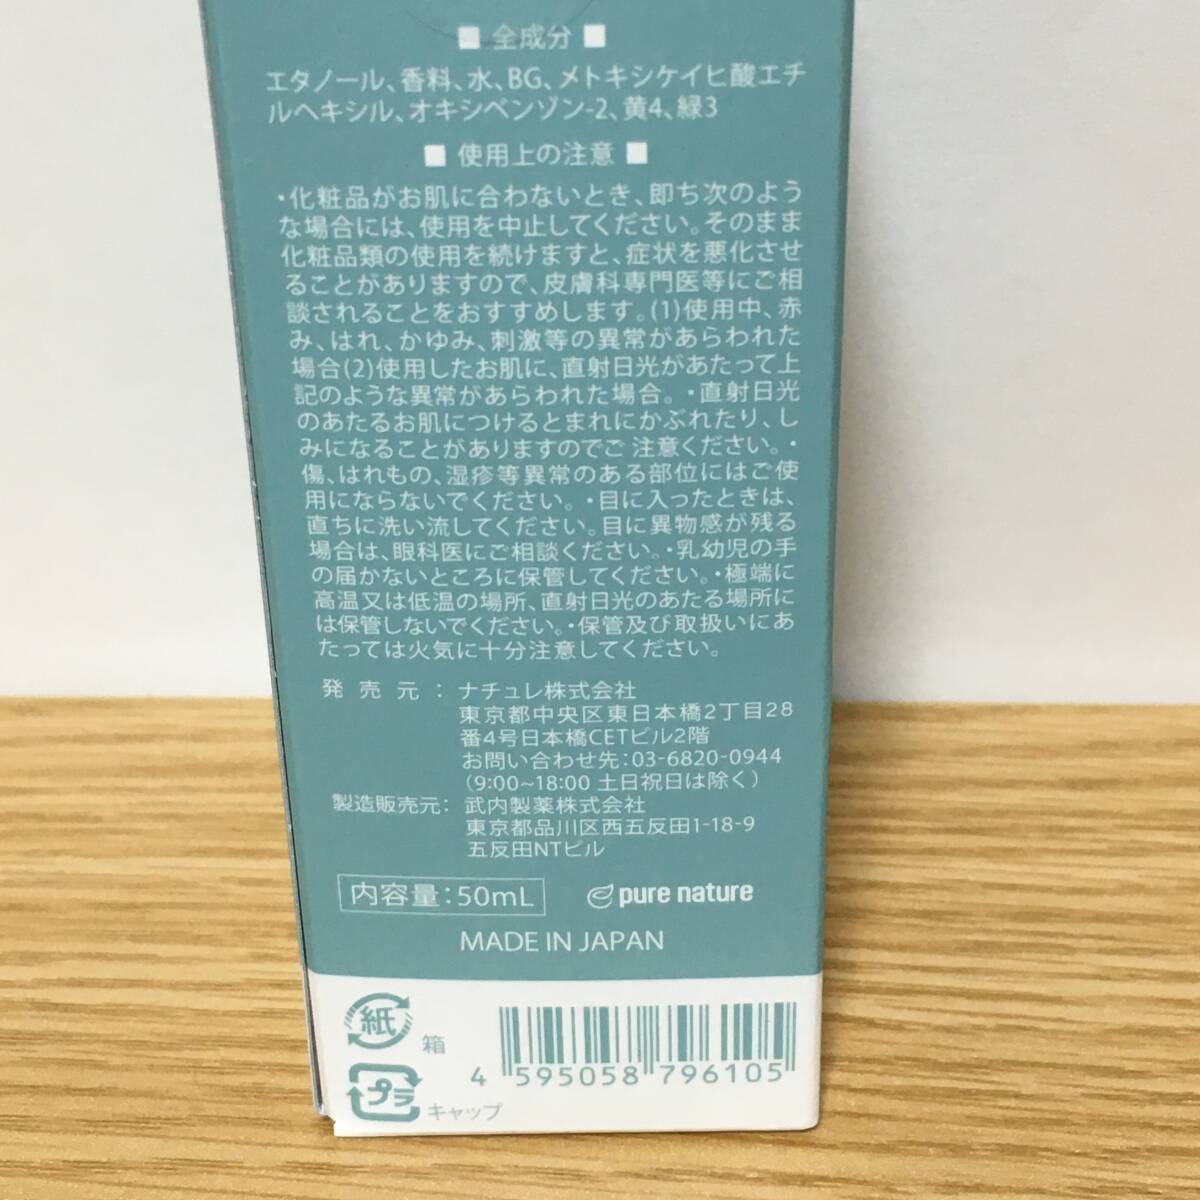 ■ 全成分 ■
エタノール、香料、水、BG、メトキシケイヒ酸エチ
ルヘキシル、オキシベンゾン-2、黄4、緑3
■ 使用上の注意 ■
・化粧品がお肌に合わないとき、即ち次のよう
な場合には、使用を中止してください。そのまま
化粧品類の使用を続けますと、症状を悪化させ
ることがありますので、皮膚科専門医等にご相
談されることをおすすめします。(1)使用中、赤
み、はれ、かゆみ、刺激等の異常があらわれた
場合(2)使用したお肌に、直射日光があたって上
記のような異常があらわれた場合。・直射日光
のあたるお肌につけるとまれにかぶれたり、し
みになることがありますのでご注意ください。・
傷、はれもの、湿疹等異常のある部位にはご使
用にならないでください。・目に入ったときは、
直ちに洗い流してください。目に異物感が残る
場合は、眼科医にご相談ください。・乳幼児の手
の届かないところに保管してください。・極端に
高温又は低温の場所、直射日光のあたる場所に
は保管しないでください。・保管及び取扱いにあ
たっては火気に十分注意してください。
発売元：ナチュレ株式会社
東京都中央区東日本橋2丁目28
番4号日本橋CETビル2階
お問い合わせ先：03-6820-0944
(9:00~18:00 土日祝日は除く)
製造販売元：武内製薬株式会社
東京都品川区西五反田1-18-9
五反田NTビル
内容量：50mL
pure nature
MADE IN JAPAN
紙 箱
プラ キャップ
4 595058 796105